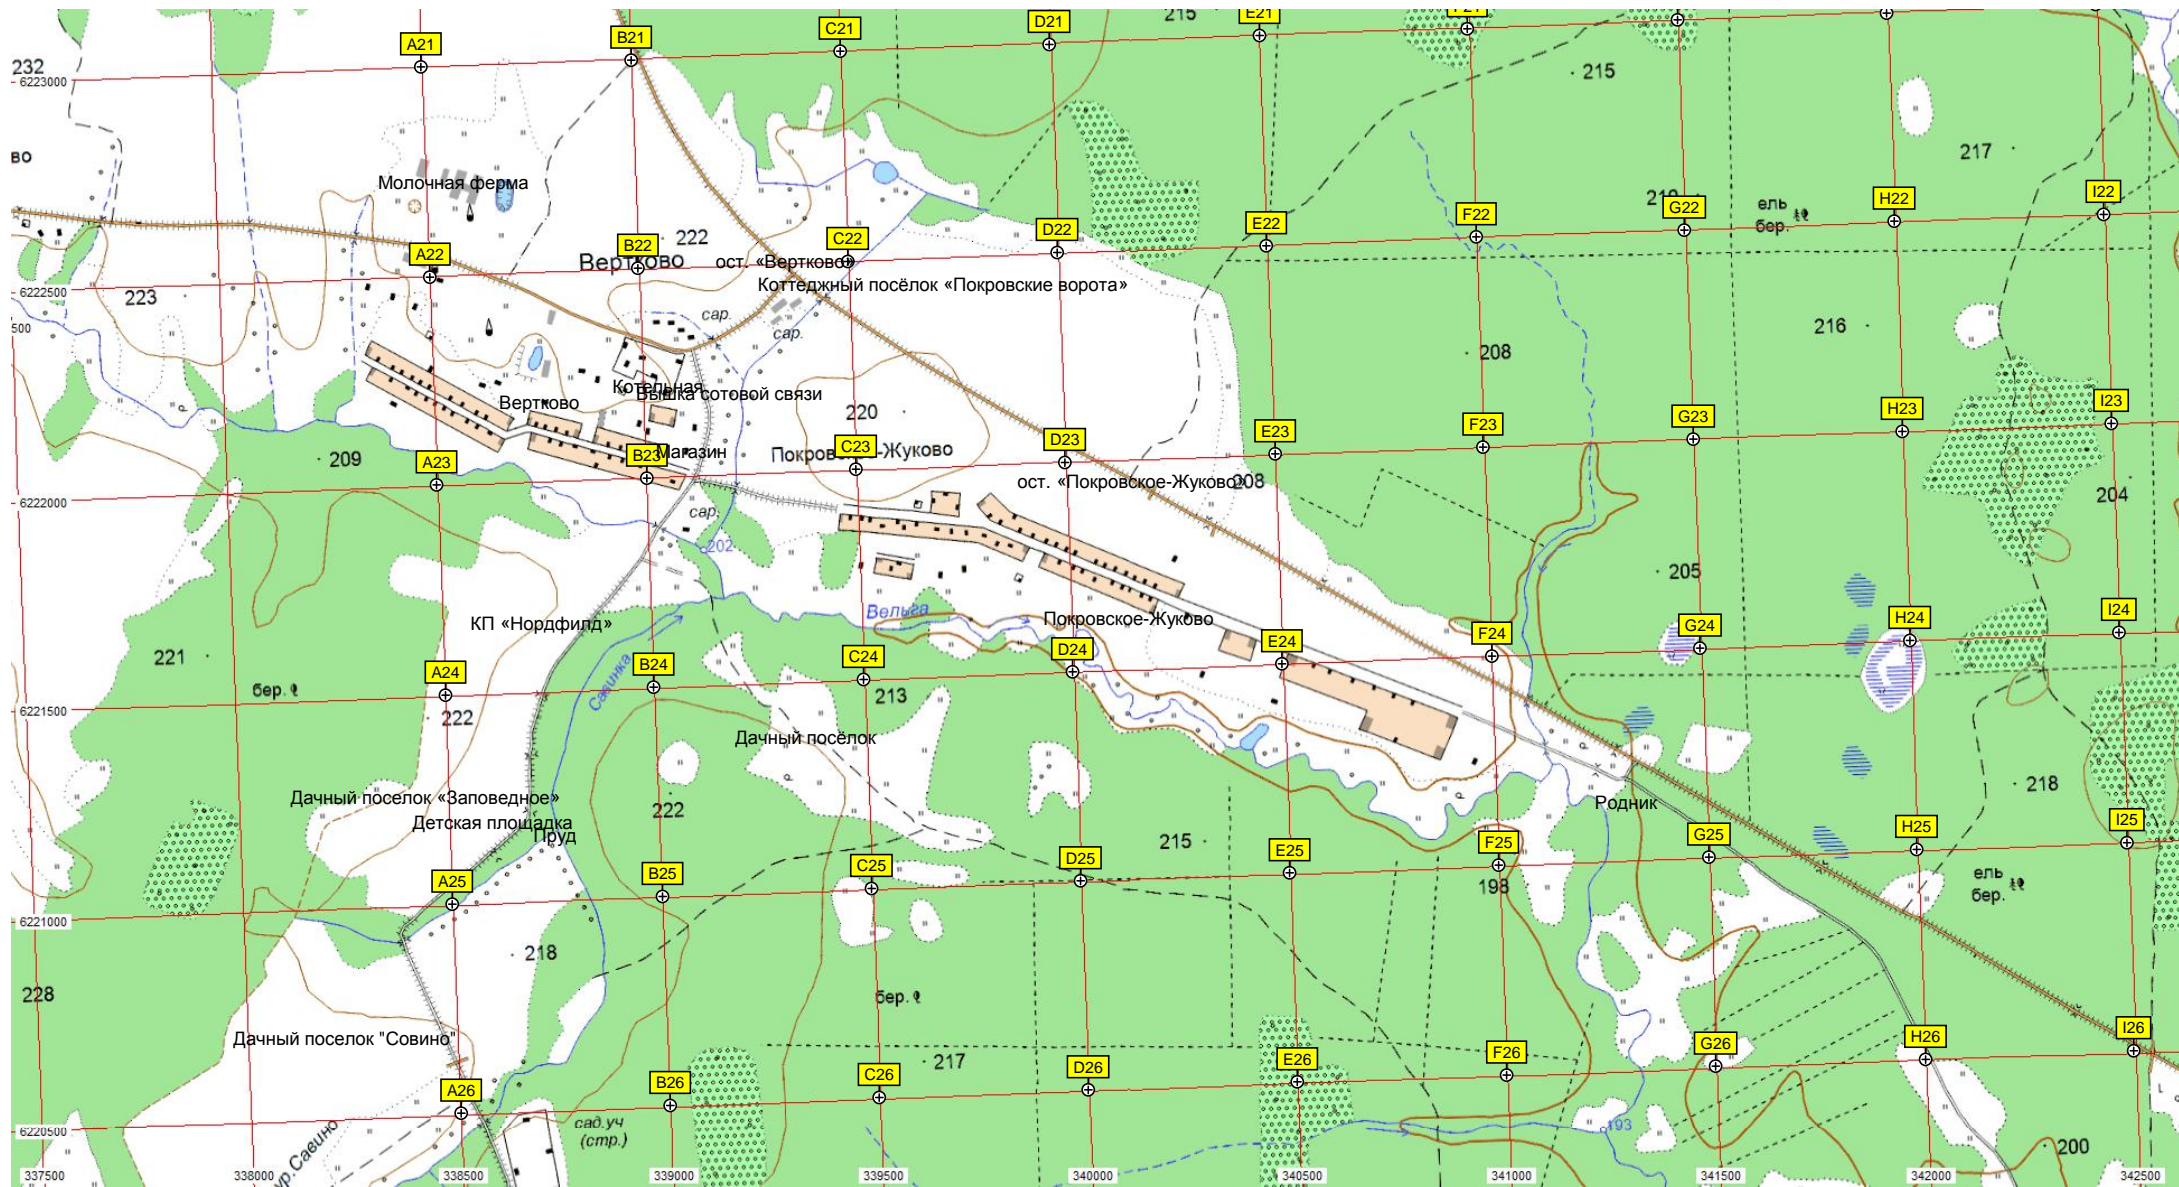 215
E21
D21
C21
B21
A21
232
6223000
215
во
217
Молочная ферма
I22
H22
G22
ель
бер.
F22
E22
D22
C22
B22
222
A22
Вертково
ост. «Вертково»
Коттеджный посёлок «Покровские ворота»
6222500
223
500
сар.
сар.
216
208
Котельная
Вышка сотовой связи
Вертково
220
I23
H23
G23
F23
E23
D23
C23
B23
A23
Магазин
Покровское-Жуково
209
ост. «Покровское-Жуково»
208
204
6222000
сар.
202
205
Вельга
КП «Нордфилд»
Покровское-Жуково
I24
H24
G24
F24
E24
D24
C24
B24
A24
221
Савинка
бер.
213
222
6221500
Дачный посёлок
218
Дачный поселок «Заповедное»
222
Родник
Детская площадка
Пруд
215
I25
H25
G25
F25
E25
D25
C25
B25
A25
198
ель
бер.
6221000
218
228
бер.
Дачный поселок "Совино"
217
I26
H26
G26
F26
E26
D26
C26
B26
A26
сад.уч
(стр.)
193
6220500
ур.Савино
200
337500
338000
338500
339000
339500
340000
340500
341000
341500
342000
342500